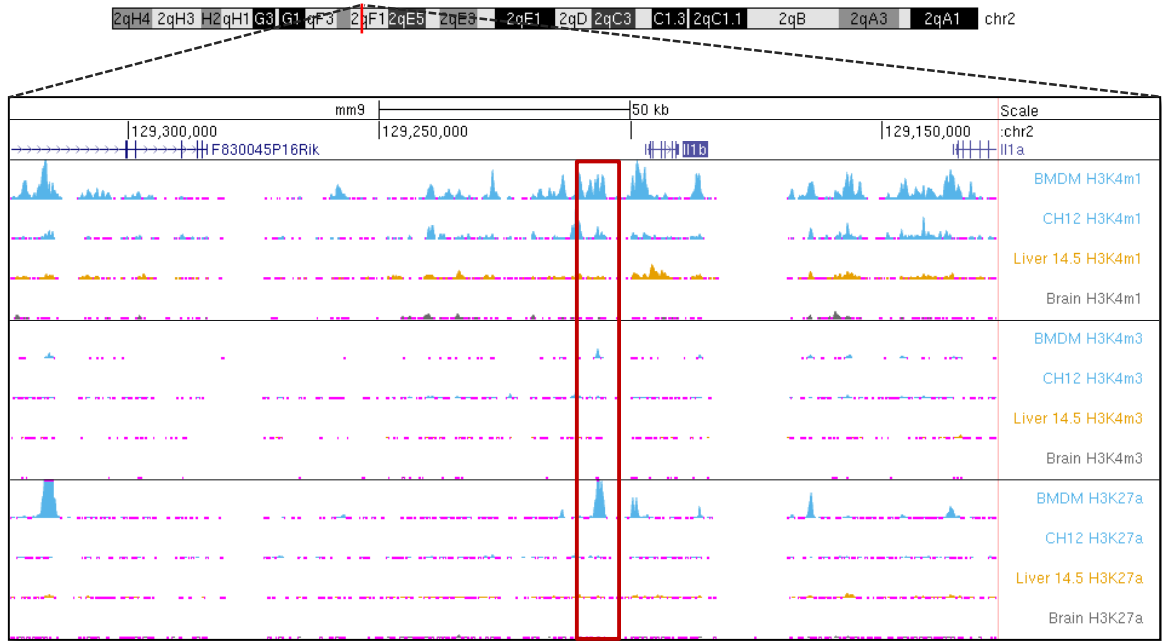 2qH4 2qH3 H2 qH1 G3 G1 qF3 2qF1 2qE5 2qE3 2qE1 2qD 2qC3 C1.3 2qC1.1 2qB 2qA3 2qA1 chr2
mm9 50 kb Scale
129,300,000 129,250,000 129,150,000 :chr2
F830045P16Rik Il1b Il1a
BMDM H3K4m1
CH12 H3K4m1
Liver 14.5 H3K4m1
Brain H3K4m1
BMDM H3K4m3
CH12 H3K4m3
Liver 14.5 H3K4m3
Brain H3K4m3
BMDM H3K27a
CH12 H3K27a
Liver 14.5 H3K27a
Brain H3K27a